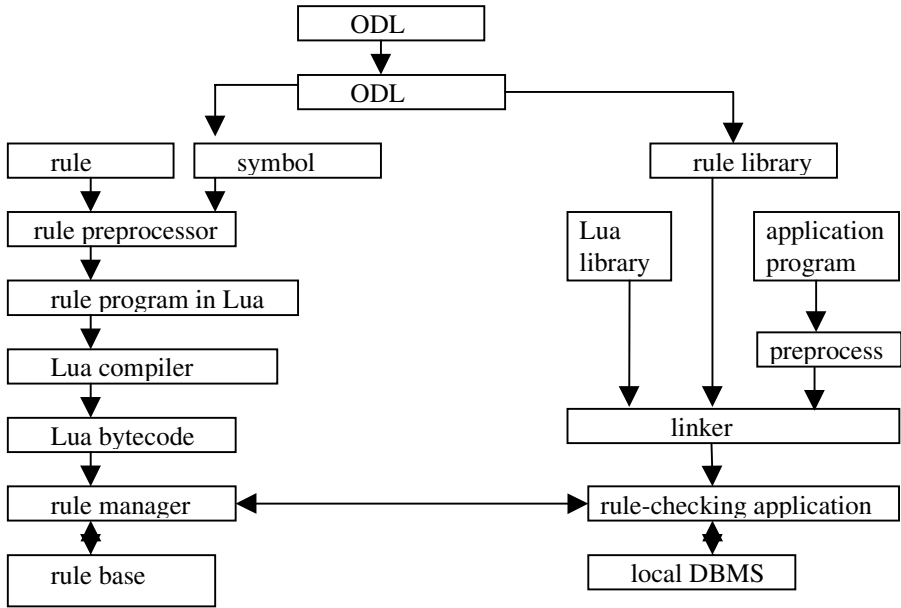 ODL
ODL
rule
symbol
rule library
rule preprocessor
Lua
library
application
program
rule program in Lua
Lua compiler
preprocess
Lua bytecode
linker
rule manager
rule-checking application
rule base
local DBMS